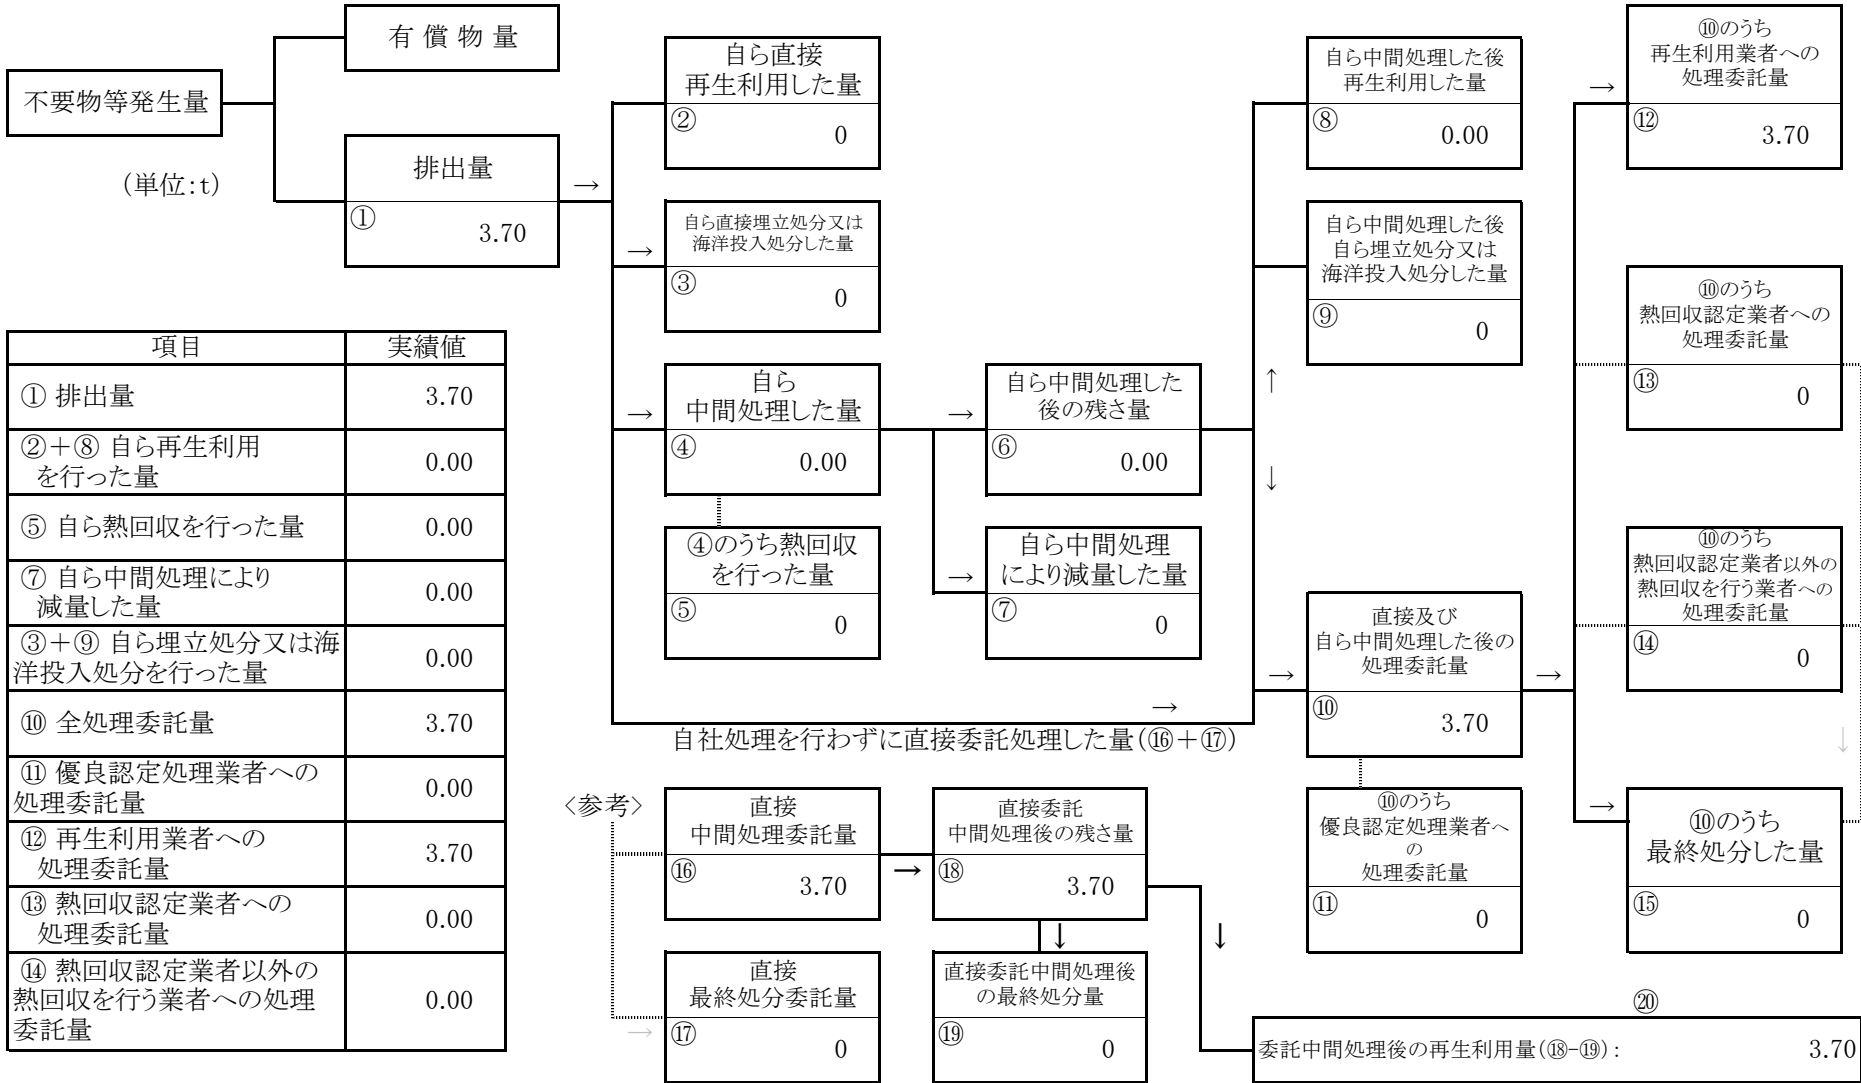 不要物等発生量
(単位:t)
有 償 物 量
排出量
①
3.70
→
自ら直接
再生利用した量
②
0
→
自ら直接埋立処分又は
海洋投入処分した量
③
0
→
自ら
中間処理した量
④
0.00
④のうち熱回収
を行った量
⑤
0
→
自ら中間処理した
後の残さ量
⑥
0.00
→
自ら中間処理
により減量した量
⑦
0
↑
↓
自ら中間処理した後
再生利用した量
⑧
0.00
自ら中間処理した後
自ら埋立処分又は
海洋投入処分した量
⑨
0
→
直接及び
自ら中間処理した後の
処理委託量
⑩
3.70
→
⑩のうち
優良認定処理業者へ
の
処理委託量
⑪
0
→
⑩のうち
再生利用業者への
処理委託量
⑫
3.70
⑩のうち
熱回収認定業者への
処理委託量
⑬
0
⑩のうち
熱回収認定業者以外の
熱回収を行う業者への
処理委託量
⑭
0
↓
→
⑩のうち
最終処分した量
⑮
0
→
自社処理を行わずに直接委託処理した量(⑯+⑰)
<参考>
直接
中間処理委託量
⑯
3.70
→
直接委託
中間処理後の残さ量
⑱
3.70
↓
↓
→
直接
最終処分委託量
⑰
0
直接委託中間処理後
の最終処分量
⑲
0
⑳
委託中間処理後の再生利用量(⑱-⑲): 3.70
項目 実績値
① 排出量 3.70
②+⑧ 自ら再生利用
を行った量 0.00
⑤ 自ら熱回収を行った量 0.00
⑦ 自ら中間処理により
減量した量 0.00
③+⑨ 自ら埋立処分又は海
洋投入処分を行った量 0.00
⑩ 全処理委託量 3.70
⑪ 優良認定処理業者への
処理委託量 0.00
⑫ 再生利用業者への
処理委託量 3.70
⑬ 熱回収認定業者への
処理委託量 0.00
⑭ 熱回収認定業者以外の
熱回収を行う業者への処理
委託量 0.00